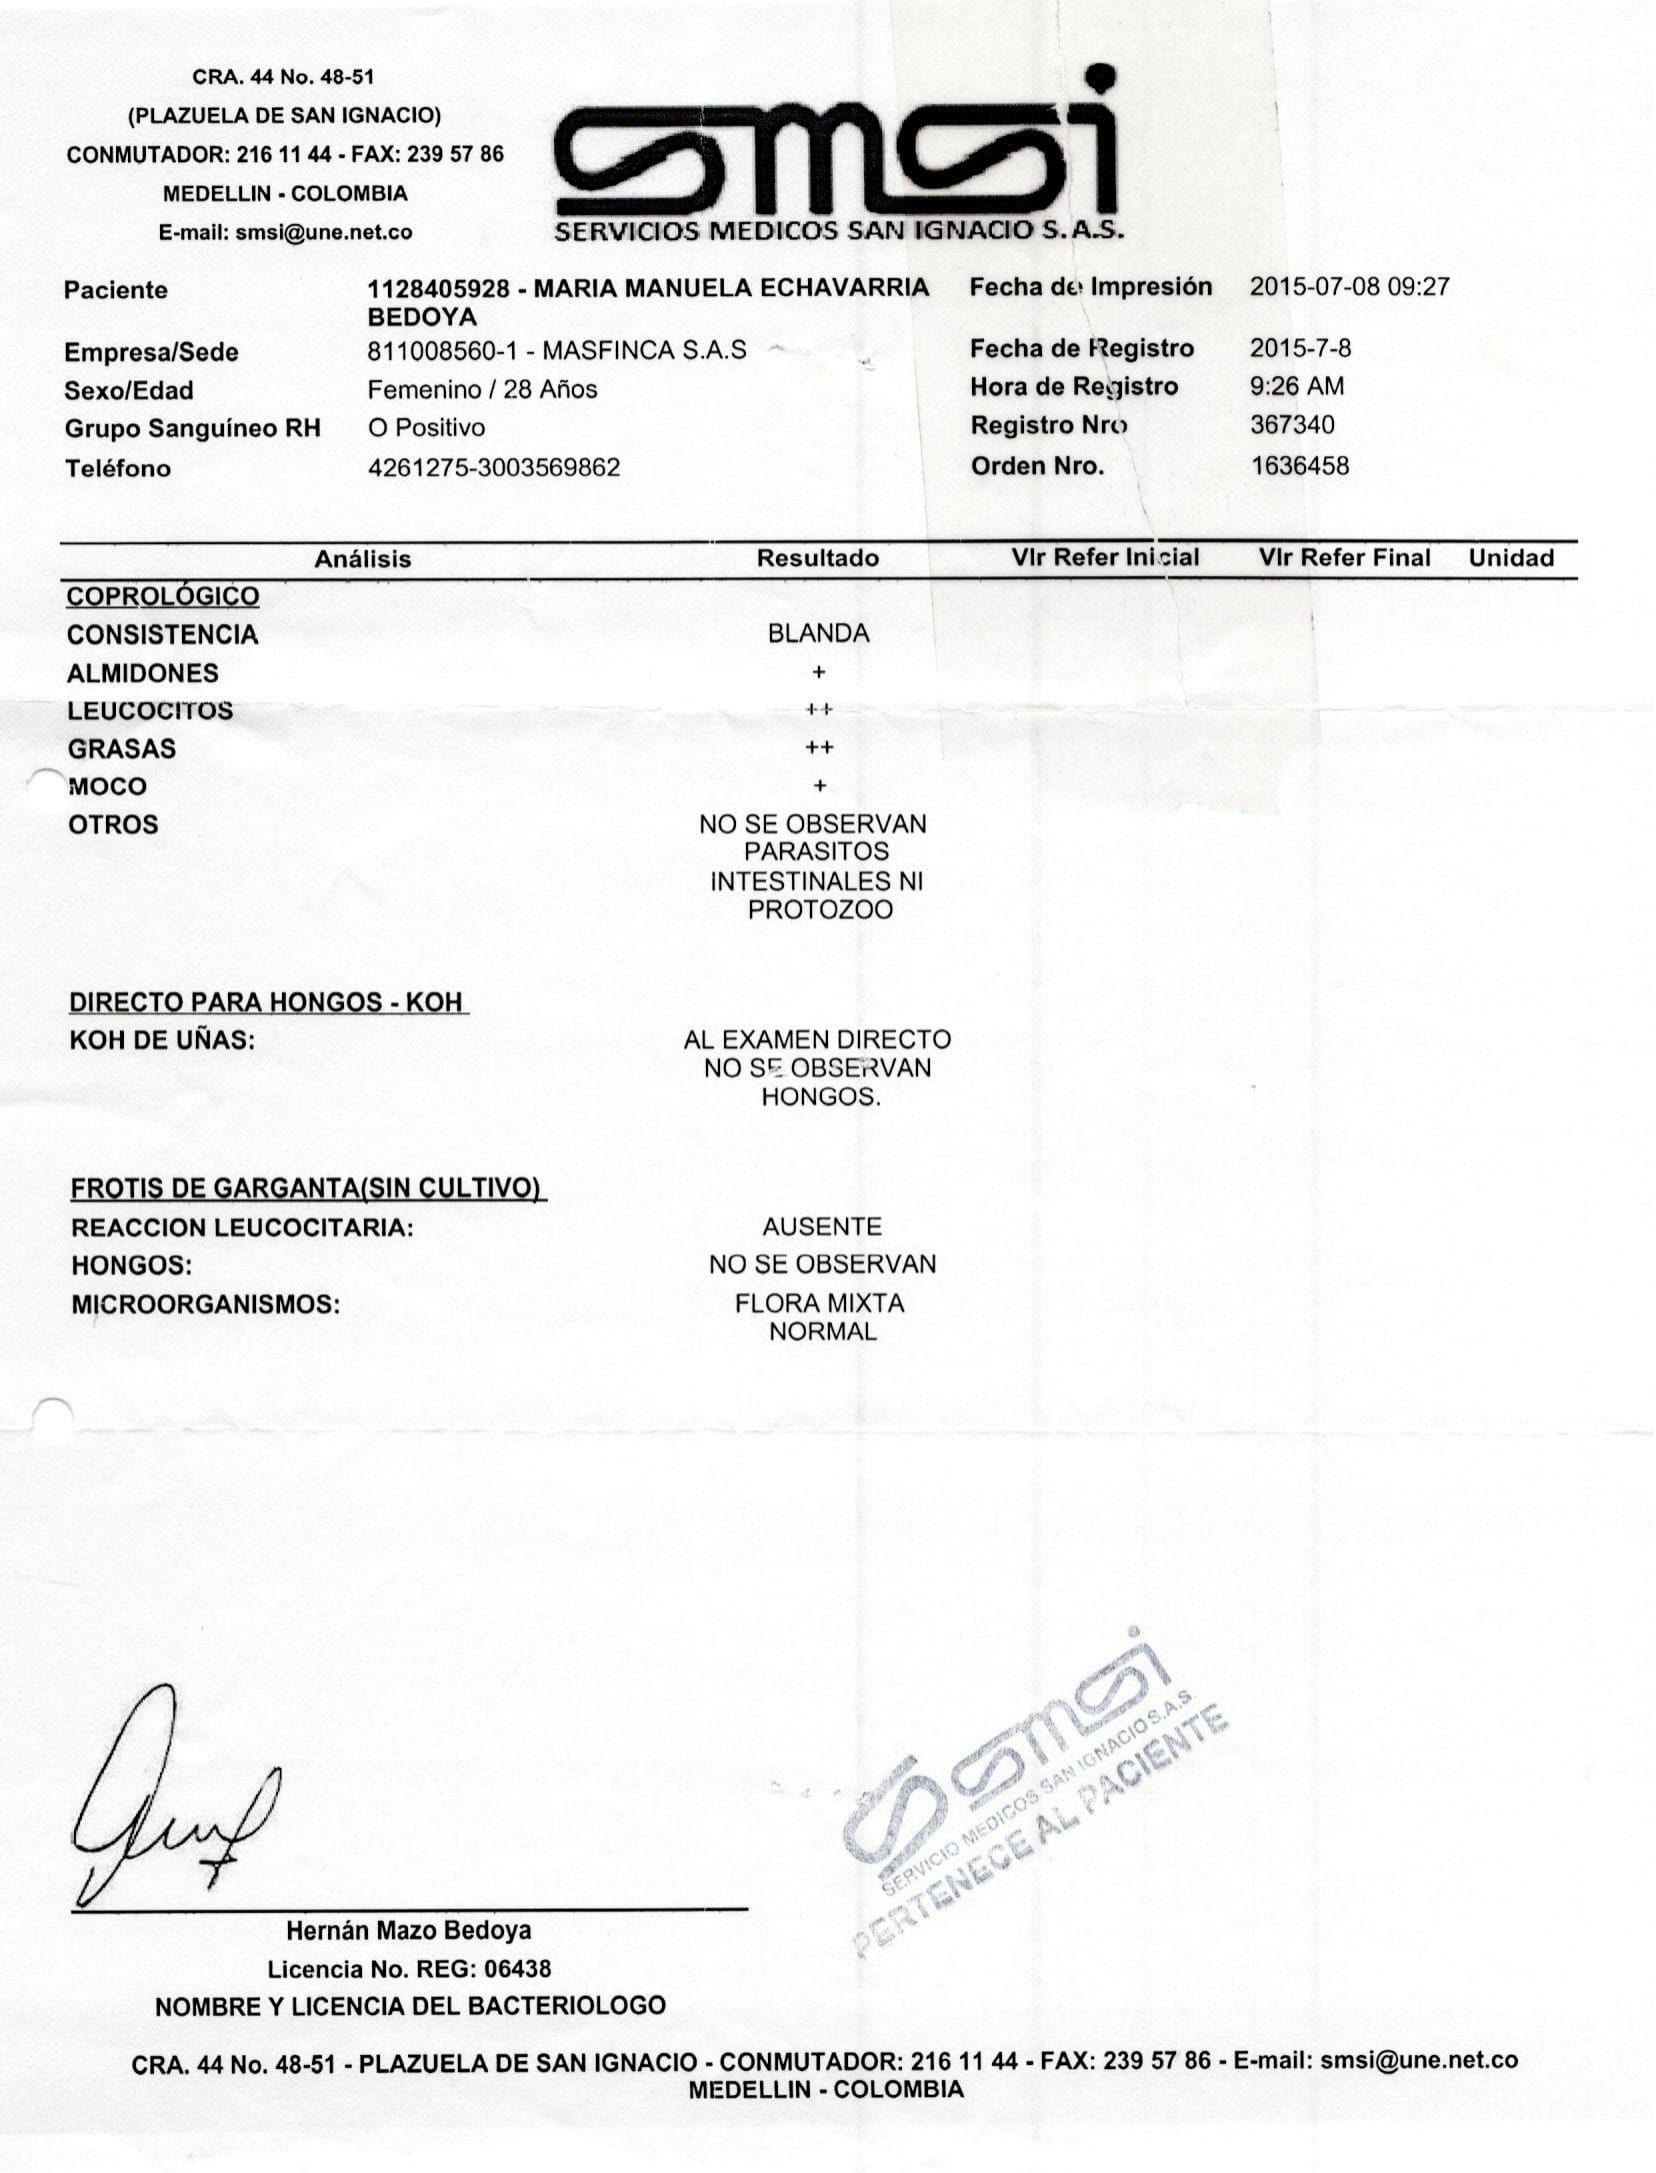 CRA. 44 No. 48-51
(PLAZUELA DE SAN IGNACIO)
CONMUTADOR: 216 11 44 - FAX: 239 57 86
MEDELLIN - COLOMBIA
E-mail: smsi@une.net.co
smsi
SERVICIOS MEDICOS SAN IGNACIO S.A.S.
Paciente 1128405928 - MARIA MANUELA ECHAVARRIA Fecha de Impresión 2015-07-08 09:27
BEDOYA
Empresa/Sede 811008560-1 - MASFINCA S.A.S Fecha de Registro 2015-7-8
Sexo/Edad Femenino / 28 Años Hora de Registro 9:26 AM
Grupo Sanguíneo RH O Positivo Registro Nro 367340
Teléfono 4261275-3003569862 Orden Nro. 1636458
Análisis Resultado Vlr Refer Inicial Vlr Refer Final Unidad
COPROLÓGICO
CONSISTENCIA BLANDA
ALMIDONES +
LEUCOCITOS ++
GRASAS ++
MOCO +
OTROS NO SE OBSERVAN
PARASITOS
INTESTINALES NI
PROTOZOO
DIRECTO PARA HONGOS - KOH
KOH DE UÑAS: AL EXAMEN DIRECTO
NO SE OBSERVAN
HONGOS.
FROTIS DE GARGANTA(SIN CULTIVO)
REACCION LEUCOCITARIA: AUSENTE
HONGOS: NO SE OBSERVAN
MICROORGANISMOS: FLORA MIXTA
NORMAL
smsi
SERVICIO MEDICOS SAN IGNACIO S.A.S
PERTENECE AL PACIENTE
Hernán Mazo Bedoya
Licencia No. REG: 06438
NOMBRE Y LICENCIA DEL BACTERIOLOGO
CRA. 44 No. 48-51 - PLAZUELA DE SAN IGNACIO - CONMUTADOR: 216 11 44 - FAX: 239 57 86 - E-mail: smsi@une.net.co
MEDELLIN - COLOMBIA